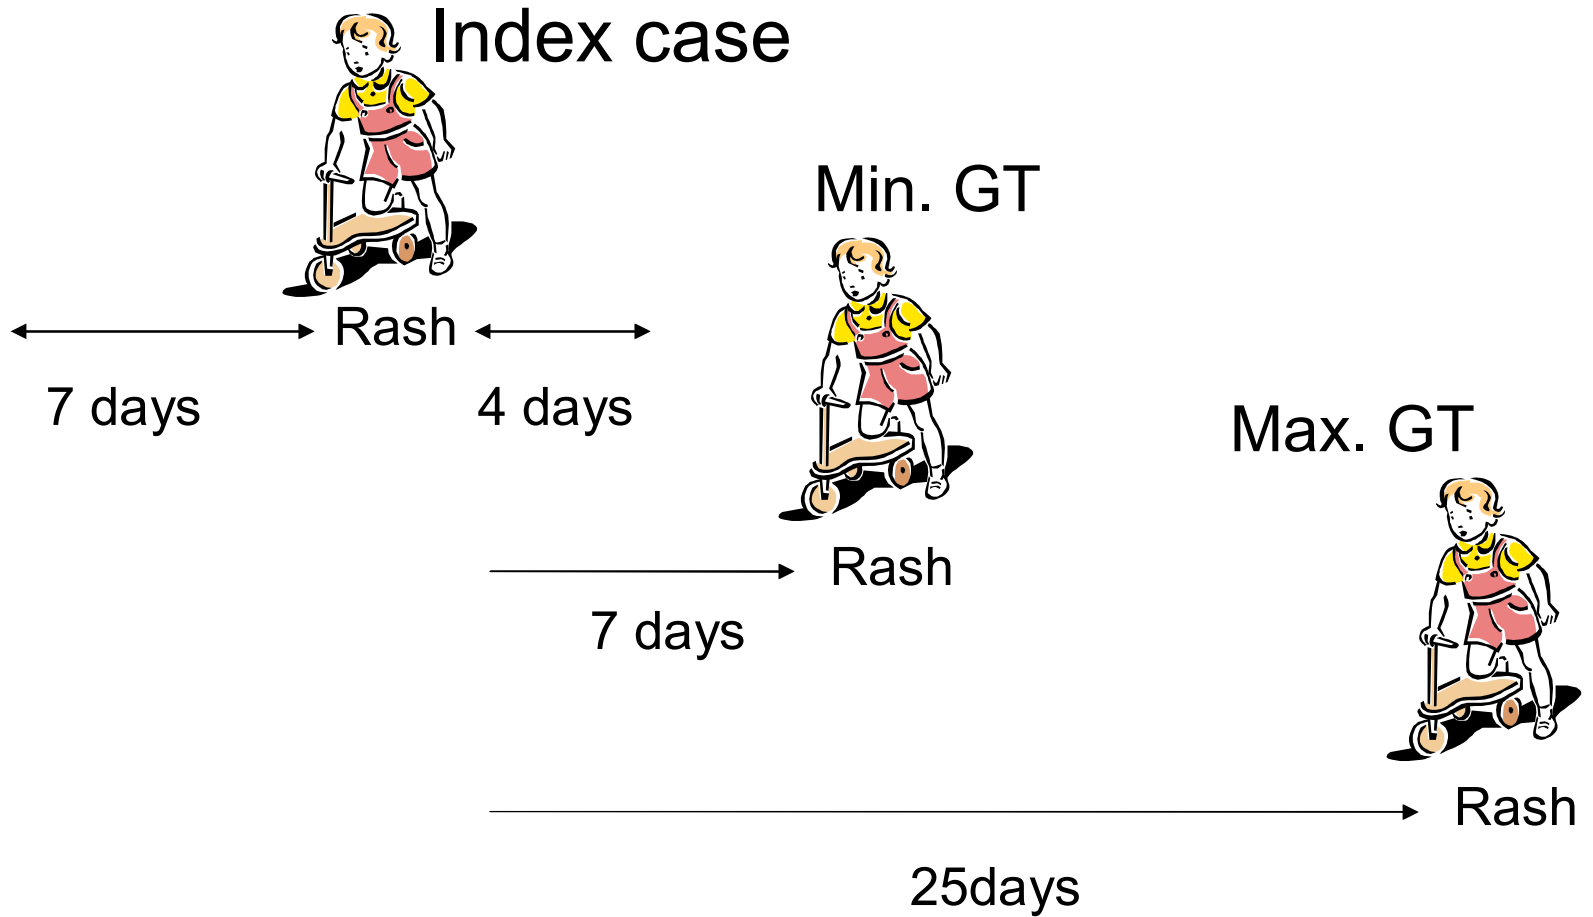 Index case
Min. GT
Rash
7 days
4 days
Max. GT
Rash
7 days
Rash
25days